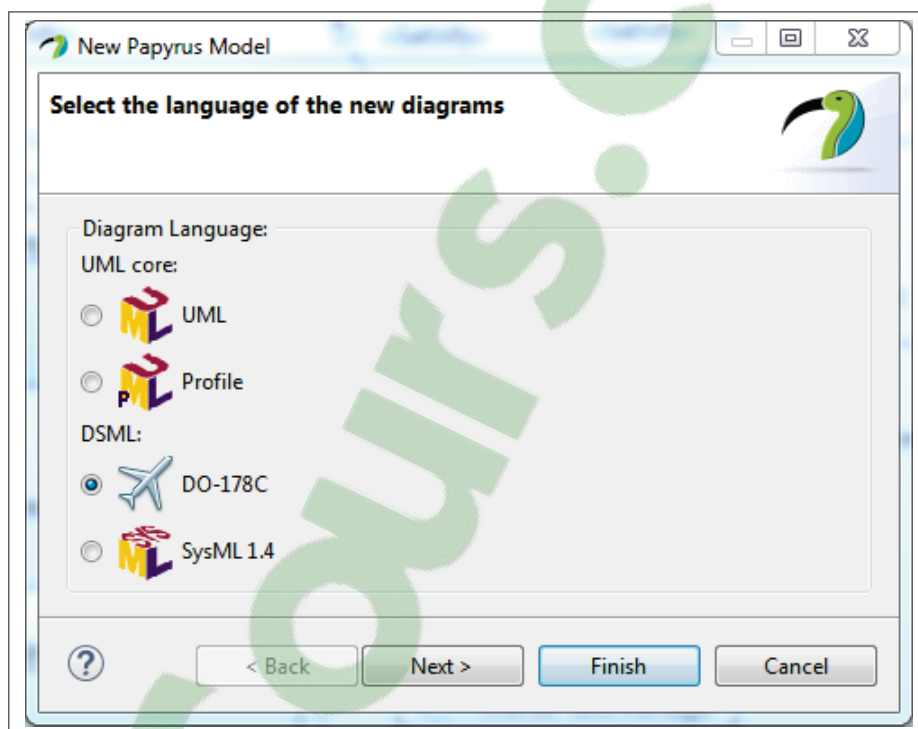 New Papyrus Model
Select the language of the new diagrams
Diagram Language:
UML core:
UML
Profile
DSML:
DO-178C
SysML 1.4
?
< Back
Next >
Finish
Cancel